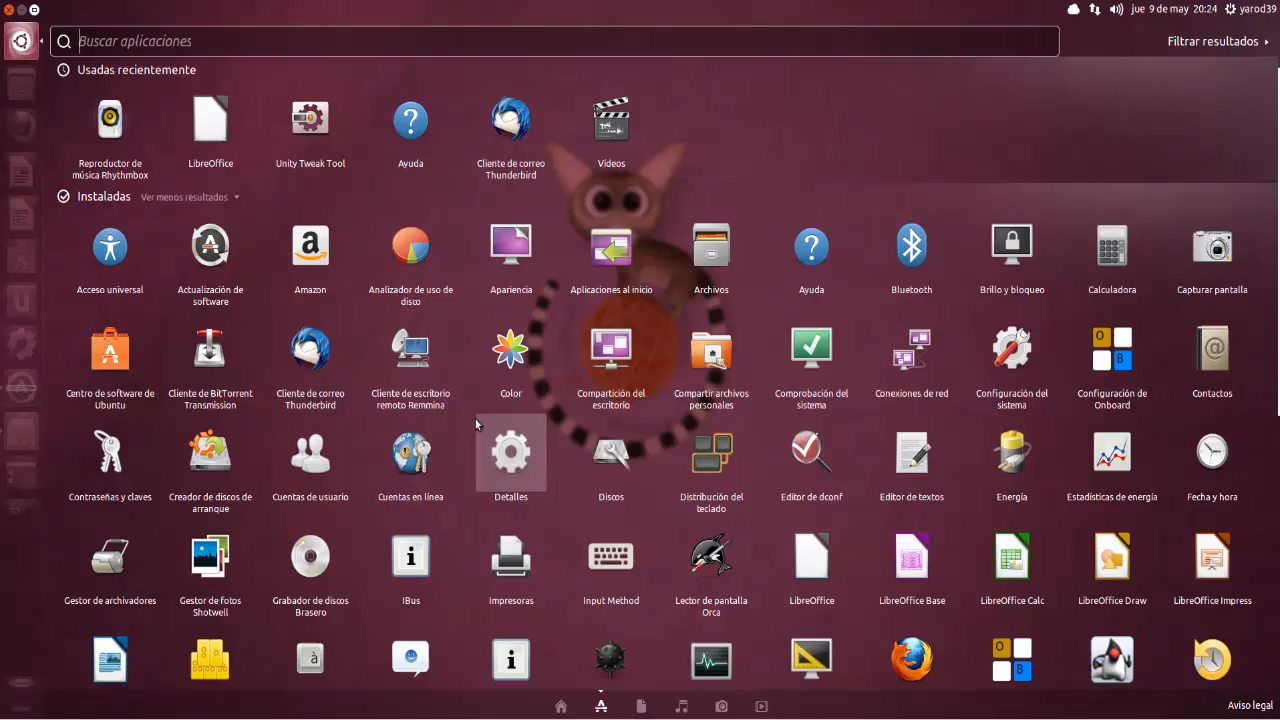 jue 9 de may 20:24 yarod39
Buscar aplicaciones
Filtrar resultados
Usadas recientemente
Reproductor de música Rhythmbox
LibreOffice
Unity Tweak Tool
Ayuda
Cliente de correo Thunderbird
Vídeos
Instaladas Ver menos resultados
Acceso universal
Actualización de software
Amazon
Analizador de uso de disco
Apariencia
Aplicaciones al inicio
Archivos
Ayuda
Bluetooth
Brillo y bloqueo
Calculadora
Capturar pantalla
Centro de software de Ubuntu
Cliente de BitTorrent Transmission
Cliente de correo Thunderbird
Cliente de escritorio remoto Remmina
Color
Compartición del escritorio
Compartir archivos personales
Comprobación del sistema
Conexiones de red
Configuración del sistema
Configuración de Onboard
Contactos
Contraseñas y claves
Creador de discos de arranque
Cuentas de usuario
Cuentas en línea
Detalles
Discos
Distribución del teclado
Editor de dconf
Editor de textos
Energía
Estadísticas de energía
Fecha y hora
Gestor de archivadores
Gestor de fotos Shotwell
Grabador de discos Brasero
IBus
Impresoras
Input Method
Lector de pantalla Orca
LibreOffice
LibreOffice Base
LibreOffice Calc
LibreOffice Draw
LibreOffice Impress
Aviso legal